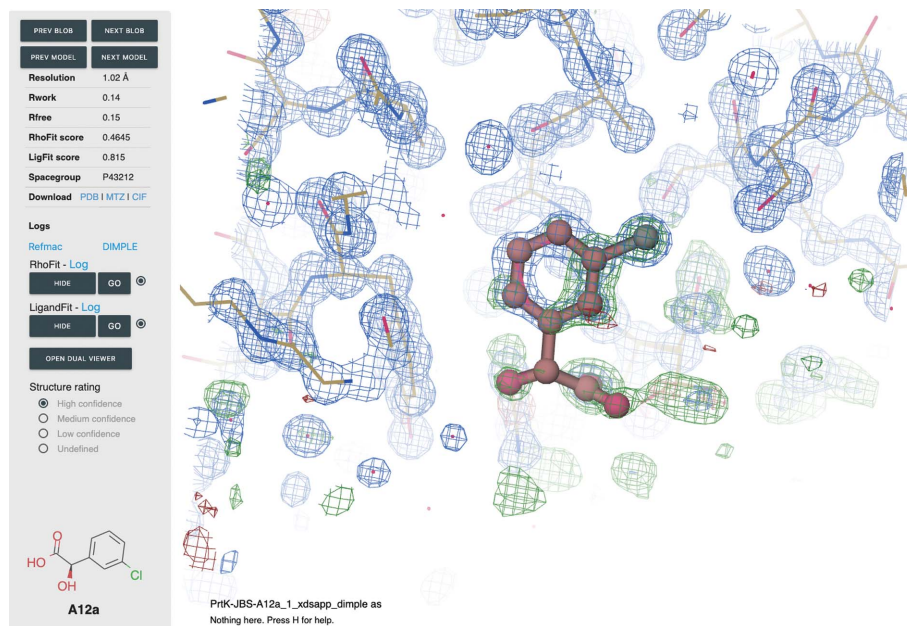 PREV BLOB NEXT BLOB
PREV MODEL NEXT MODEL
Resolution 1.02 Å
Rwork 0.14
Rfree 0.15
RhoFit score 0.4645
LigFit score 0.815
Spacegroup P43212
Download PDB | MTZ | CIF
Logs
Refmac DIMPLE
RhoFit - Log
HIDE GO
LigandFit - Log
HIDE GO
OPEN DUAL VIEWER
Structure rating
High confidence
Medium confidence
Low confidence
Undefined
O
HO
OH
Cl
A12a
PrtK-JBS-A12a_1_xdsapp_dimple as
Nothing here. Press H for help.